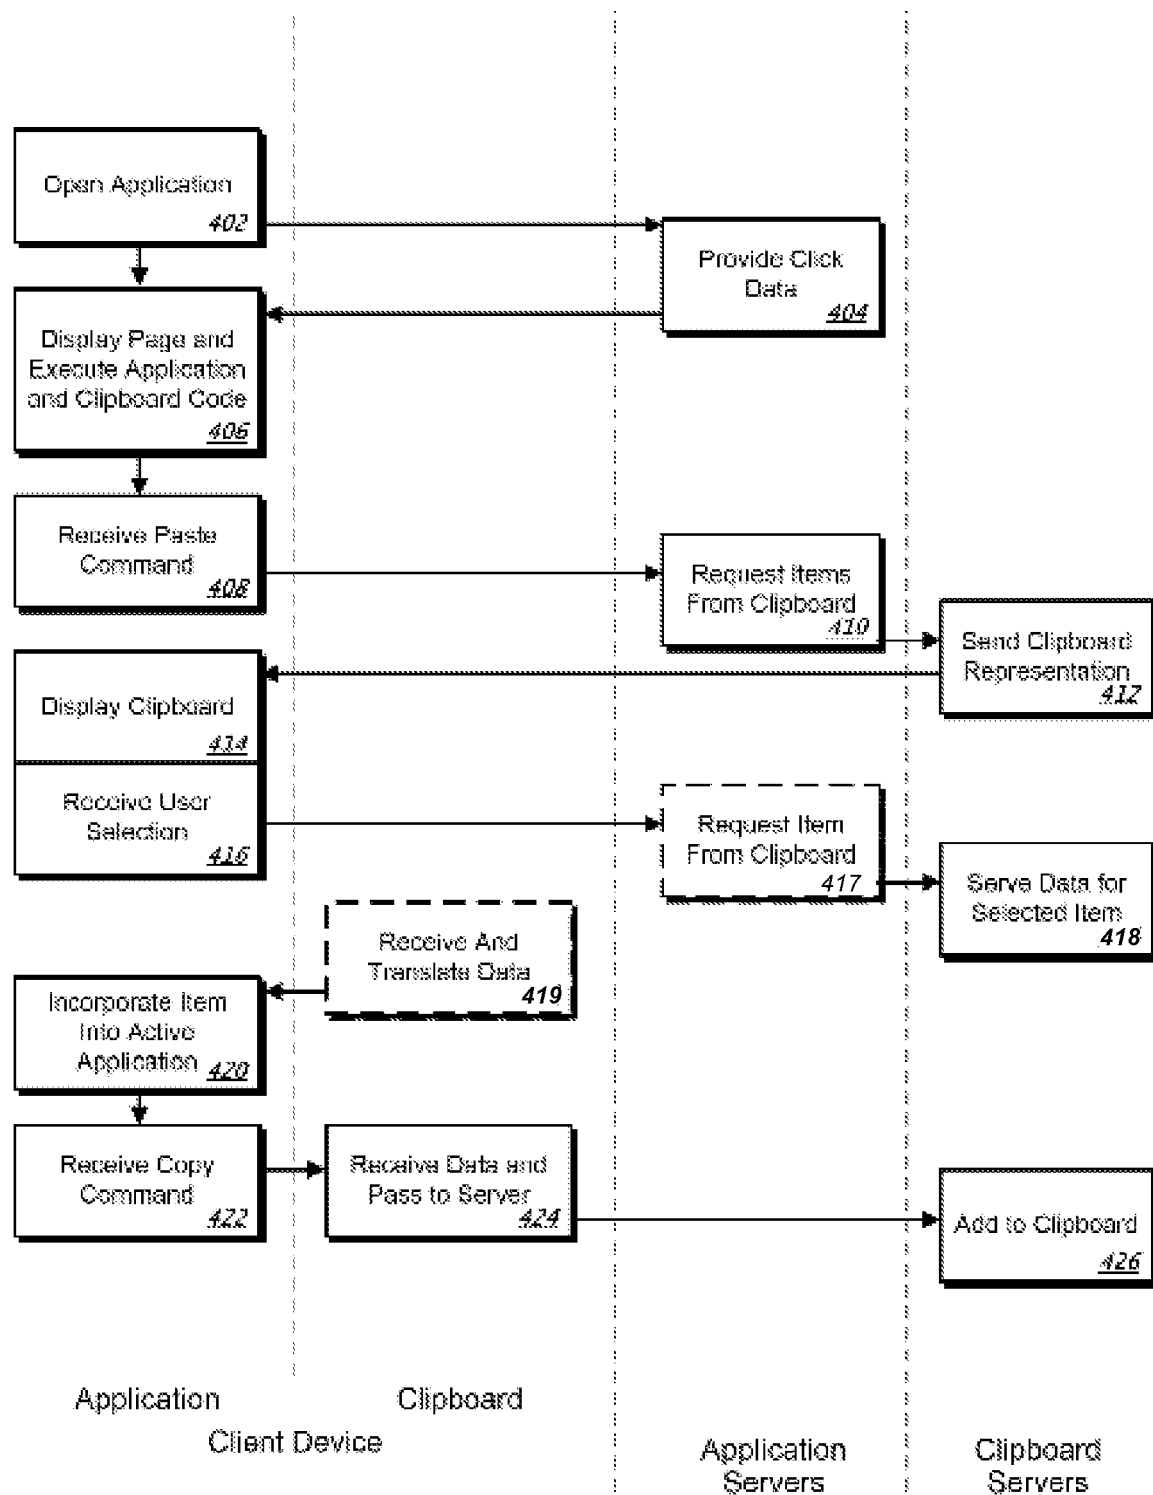 Open Application
402
Provide Click
Data
404
Display Page and
Execute Application
and Clipboard Code
406
Receive Paste
Command
408
Request Items
From Clipboard
410
Send Clipboard
Representation
412
Display Clipboard
414
Receive User
Selection
416
Request Item
From Clipboard
417
Serve Data for
Selected Item
418
Receive And
Translate Data
419
Incorporate Item
Into Active
Application
420
Receive Copy
Command
422
Receive Data and
Pass to Server
424
Add to Clipboard
426
Application
Clipboard
Client Device
Application
Servers
Clipboard
Servers